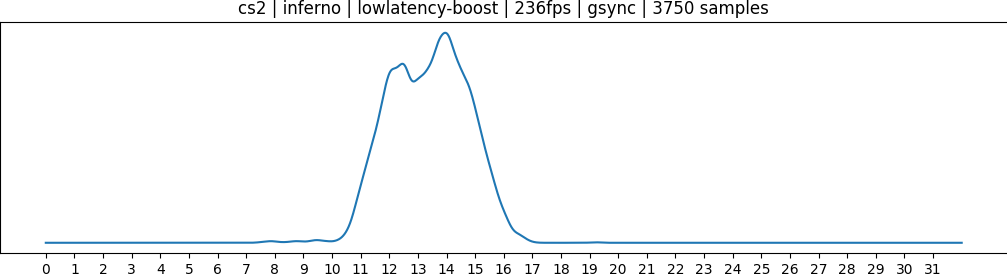 cs2 | inferno | lowlatency-boost | 236fps | gsync | 3750 samples
0 1 2 3 4 5 6 7 8 9 10 11 12 13 14 15 16 17 18 19 20 21 22 23 24 25 26 27 28 29 30 31